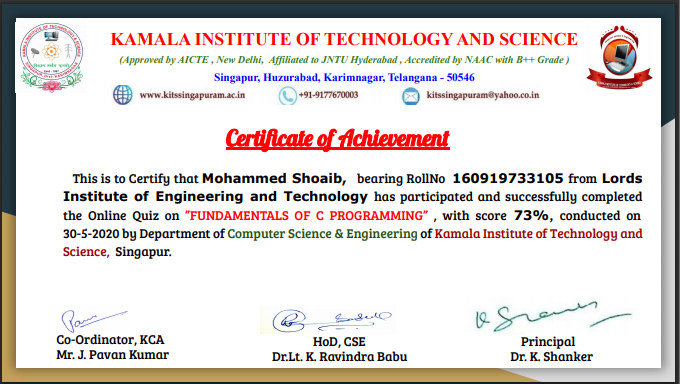 KAMALA INSTITUTE OF TECHNOLOGY AND SCIENCE
(Approved by AICTE , New Delhi, Affiliated to JNTU Hyderabad , Accredited by NAAC with B++ Grade )
Singapur, Huzurabad, Karimnagar, Telangana - 50546
www.kitssingapuram.ac.in +91-9177670003 kitssingapuram@yahoo.co.in
Certificate of Achievement
This is to Certify that Mohammed Shoaib, bearing RollNo 160919733105 from Lords
Institute of Engineering and Technology has participated and successfully completed
the Online Quiz on "FUNDAMENTALS OF C PROGRAMMING" , with score 73%, conducted on
30-5-2020 by Department of Computer Science & Engineering of Kamala Institute of Technology and
Science, Singapur.
Co-Ordinator, KCA
Mr. J. Pavan Kumar
HoD, CSE
Dr.Lt. K. Ravindra Babu
Principal
Dr. K. Shanker